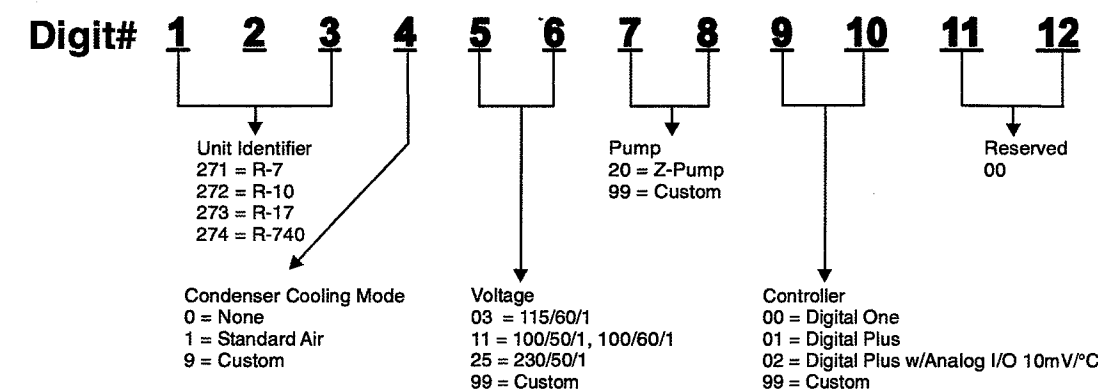 Digit# 1 2 3 4 5 6 7 8 9 10 11 12
Unit Identifier
271 = R-7
272 = R-10
273 = R-17
274 = R-740
Pump
20 = Z-Pump
99 = Custom
Reserved
00
Condenser Cooling Mode
0 = None
1 = Standard Air
9 = Custom
Voltage
03 = 115/60/1
11 = 100/50/1, 100/60/1
25 = 230/50/1
99 = Custom
Controller
00 = Digital One
01 = Digital Plus
02 = Digital Plus w/Analog I/O 10mV/°C
99 = Custom